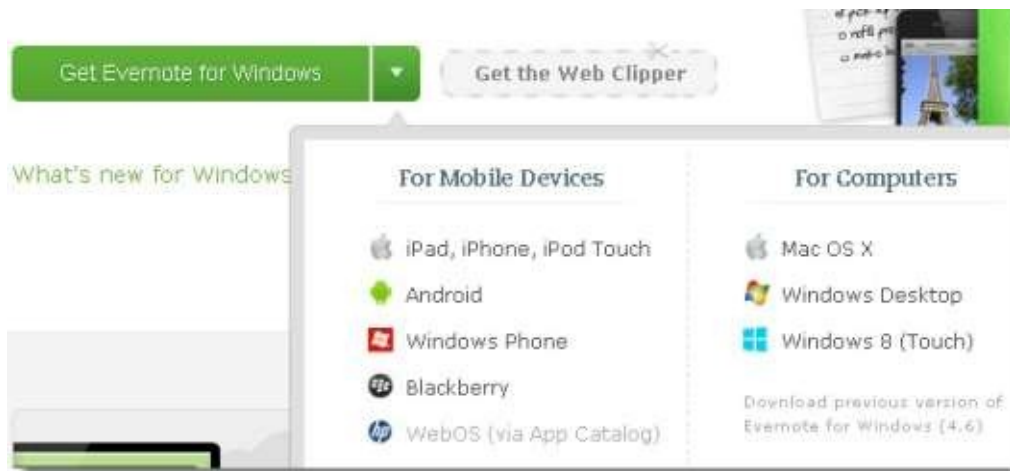 Get Evernote for Windows
Get the Web Clipper
What's new for Windows
For Mobile Devices
iPad, iPhone, iPod Touch
Android
Windows Phone
Blackberry
WebOS (via App Catalog)
For Computers
Mac OS X
Windows Desktop
Windows 8 (Touch)
Download previous version of
Evernote for Windows (4.6)